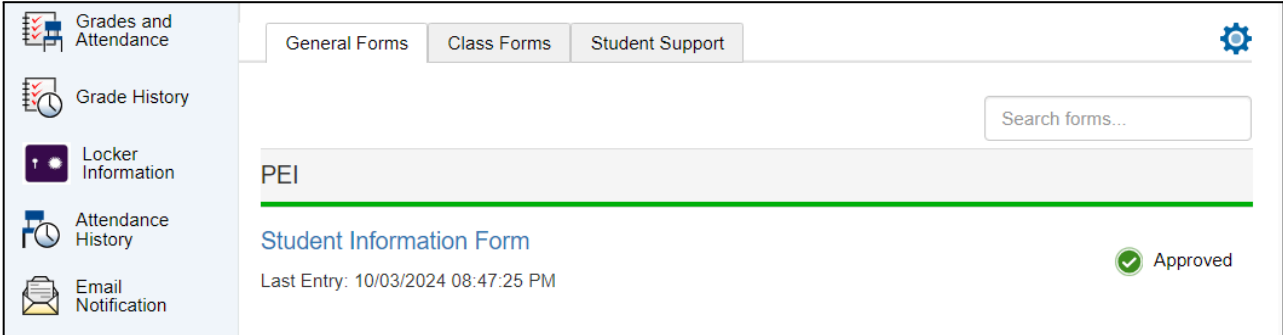 Grades and
Attendance
Grade History
Locker
Information
Attendance
History
Email
Notification
General Forms
Class Forms
Student Support
Search forms...
PEI
Student Information Form
Last Entry: 10/03/2024 08:47:25 PM
Approved